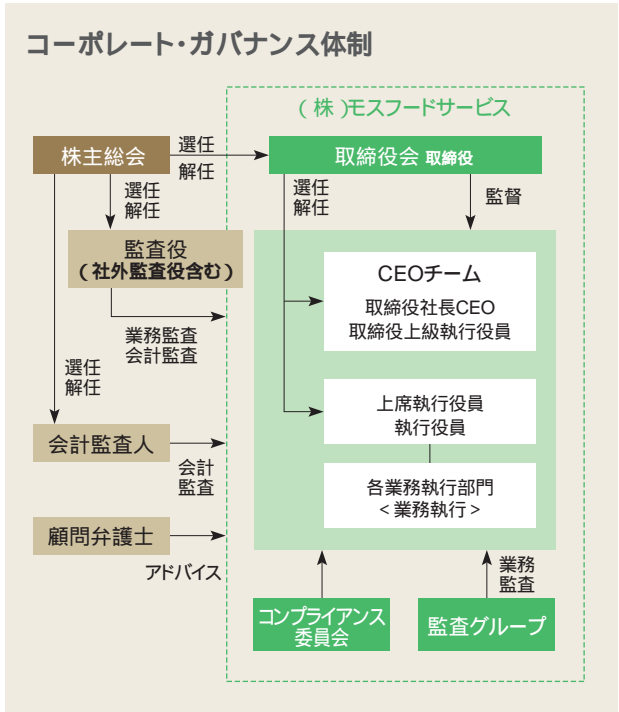 コーポレート・ガバナンス体制
（株）モスフードサービス
株主総会
選任
解任
取締役会 取締役
選任
解任
選任
解任
監督
監査役
（社外監査役含む）
CEOチーム
取締役社長CEO
取締役上級執行役員
業務監査
会計監査
選任
解任
上席執行役員
執行役員
会計監査人
会計
監査
各業務執行部門
＜業務執行＞
顧問弁護士
アドバイス
業務
監査
コンプライアンス
委員会
監査グループ